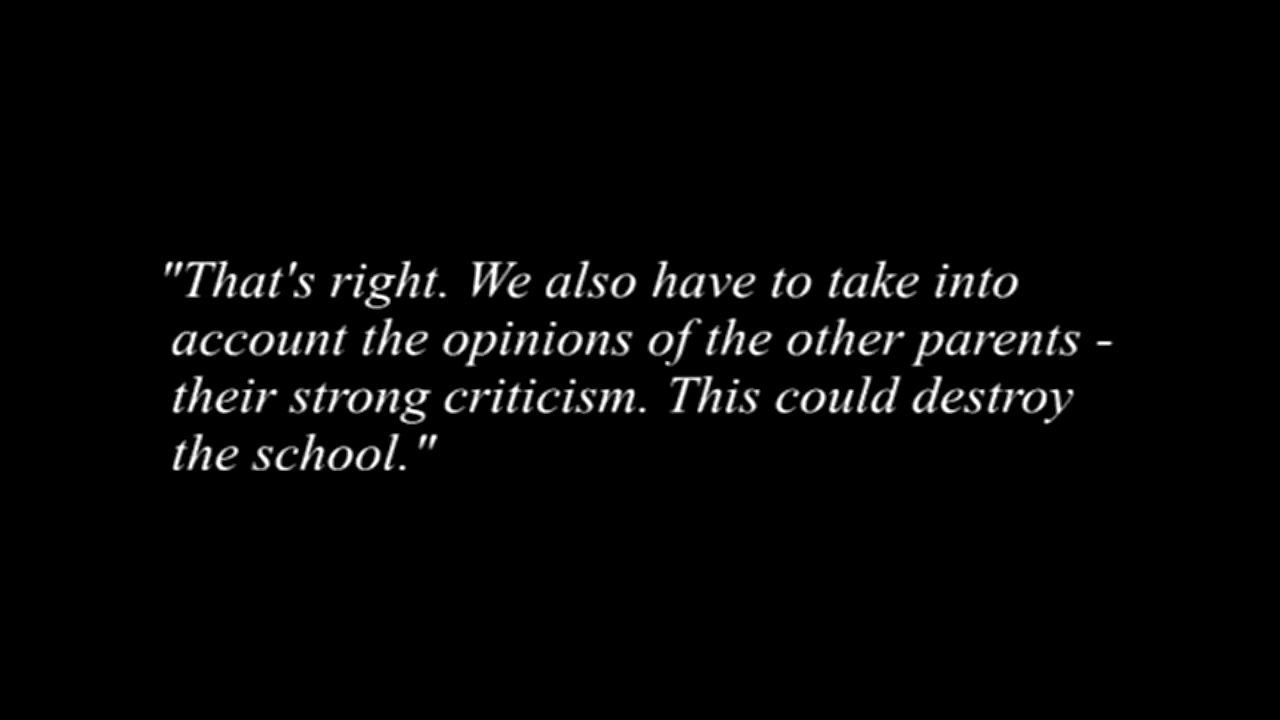 "That's right. We also have to take into
account the opinions of the other parents -
their strong criticism. This could destroy
the school."